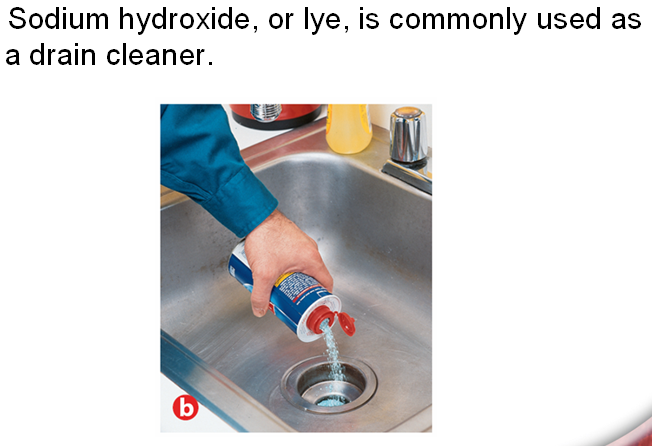 Sodium hydroxide, or lye, is commonly used as
a drain cleaner.
b